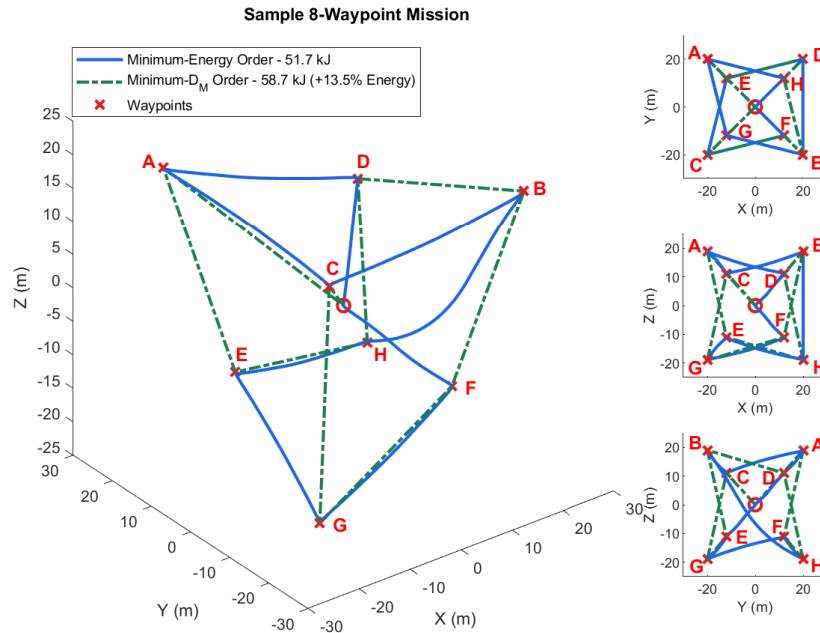 Sample 8-Waypoint Mission
Minimum-Energy Order - 51.7 kJ
Minimum-D_M Order - 58.7 kJ (+13.5% Energy)
Waypoints
25
20
15
10
5
0
-5
-10
-15
-20
-25
Z (m)
30
20
10
0
-10
-20
-30
Y (m)
-30
-20
-10
0
10
20
30
X (m)
A
D
B
C
E
H
F
G
A
D
E
H
G
F
C
B
20
0
-20
Y (m)
-20
0
20
X (m)
A
B
C
D
E
F
G
H
20
10
0
-10
-20
Z (m)
-20
0
20
X (m)
B
A
C
D
E
F
G
H
20
10
0
-10
-20
Z (m)
-20
0
20
Y (m)